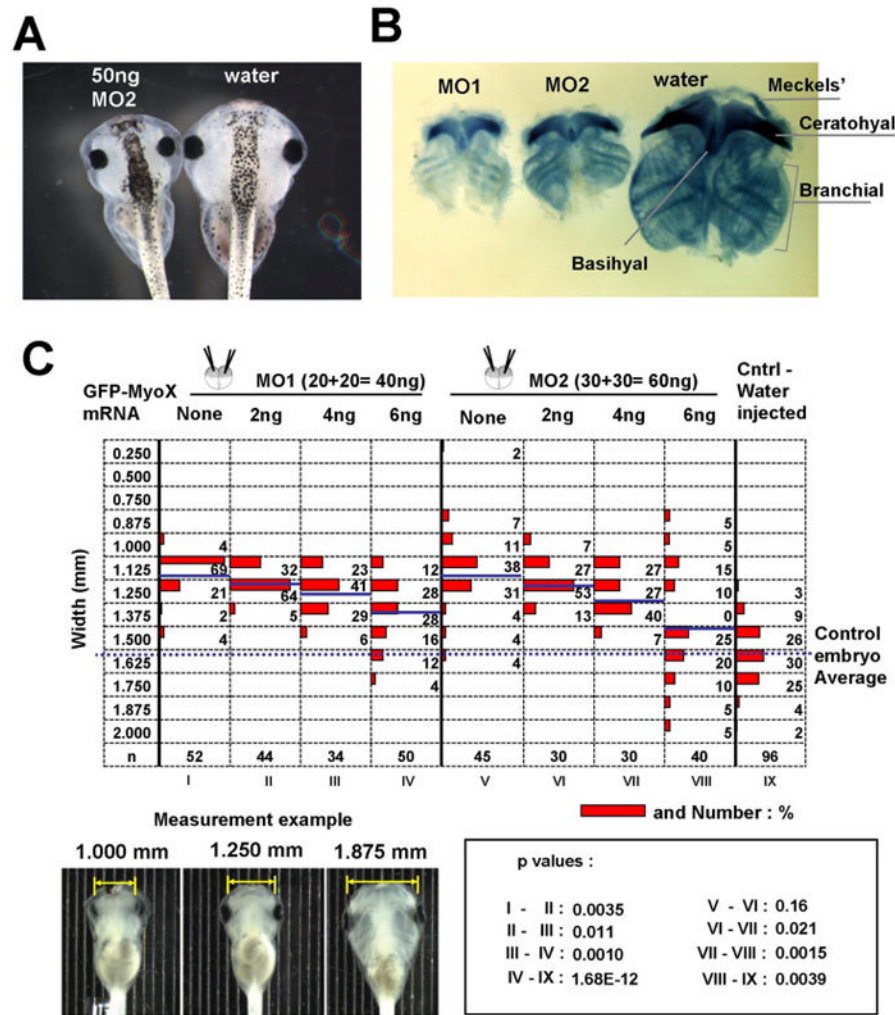 A
50ng
MO2
water
B
MO1
MO2
water
Meckels'
Ceratohyal
Branchial
Basihyal
C
GFP-MyoX
mRNA
MO1 (20+20= 40ng)
MO2 (30+30= 60ng)
Cntrl -
Water
injected
None 2ng 4ng 6ng None 2ng 4ng 6ng
Width (mm)
0.250 2
0.500
0.750
0.875 7 5
1.000 4 11 7 5
1.125 69 32 23 12 38 27 27 15
1.250 21 64 41 28 31 53 27 10 3
1.375 2 5 29 28 4 13 40 0 9
1.500 4 6 16 4 7 25 26
1.625 12 4 20 30
1.750 4 10 25
1.875 5 4
2.000 5 2
n 52 44 34 50 45 30 30 40 96
I II III IV V VI VII VIII IX
Control
embryo
Average
and Number : %
Measurement example
1.000 mm 1.250 mm 1.875 mm
p values :
I - II : 0.0035
II - III : 0.011
III - IV : 0.0010
IV - IX : 1.68E-12
V - VI : 0.16
VI - VII : 0.021
VII - VIII : 0.0015
VIII - IX : 0.0039